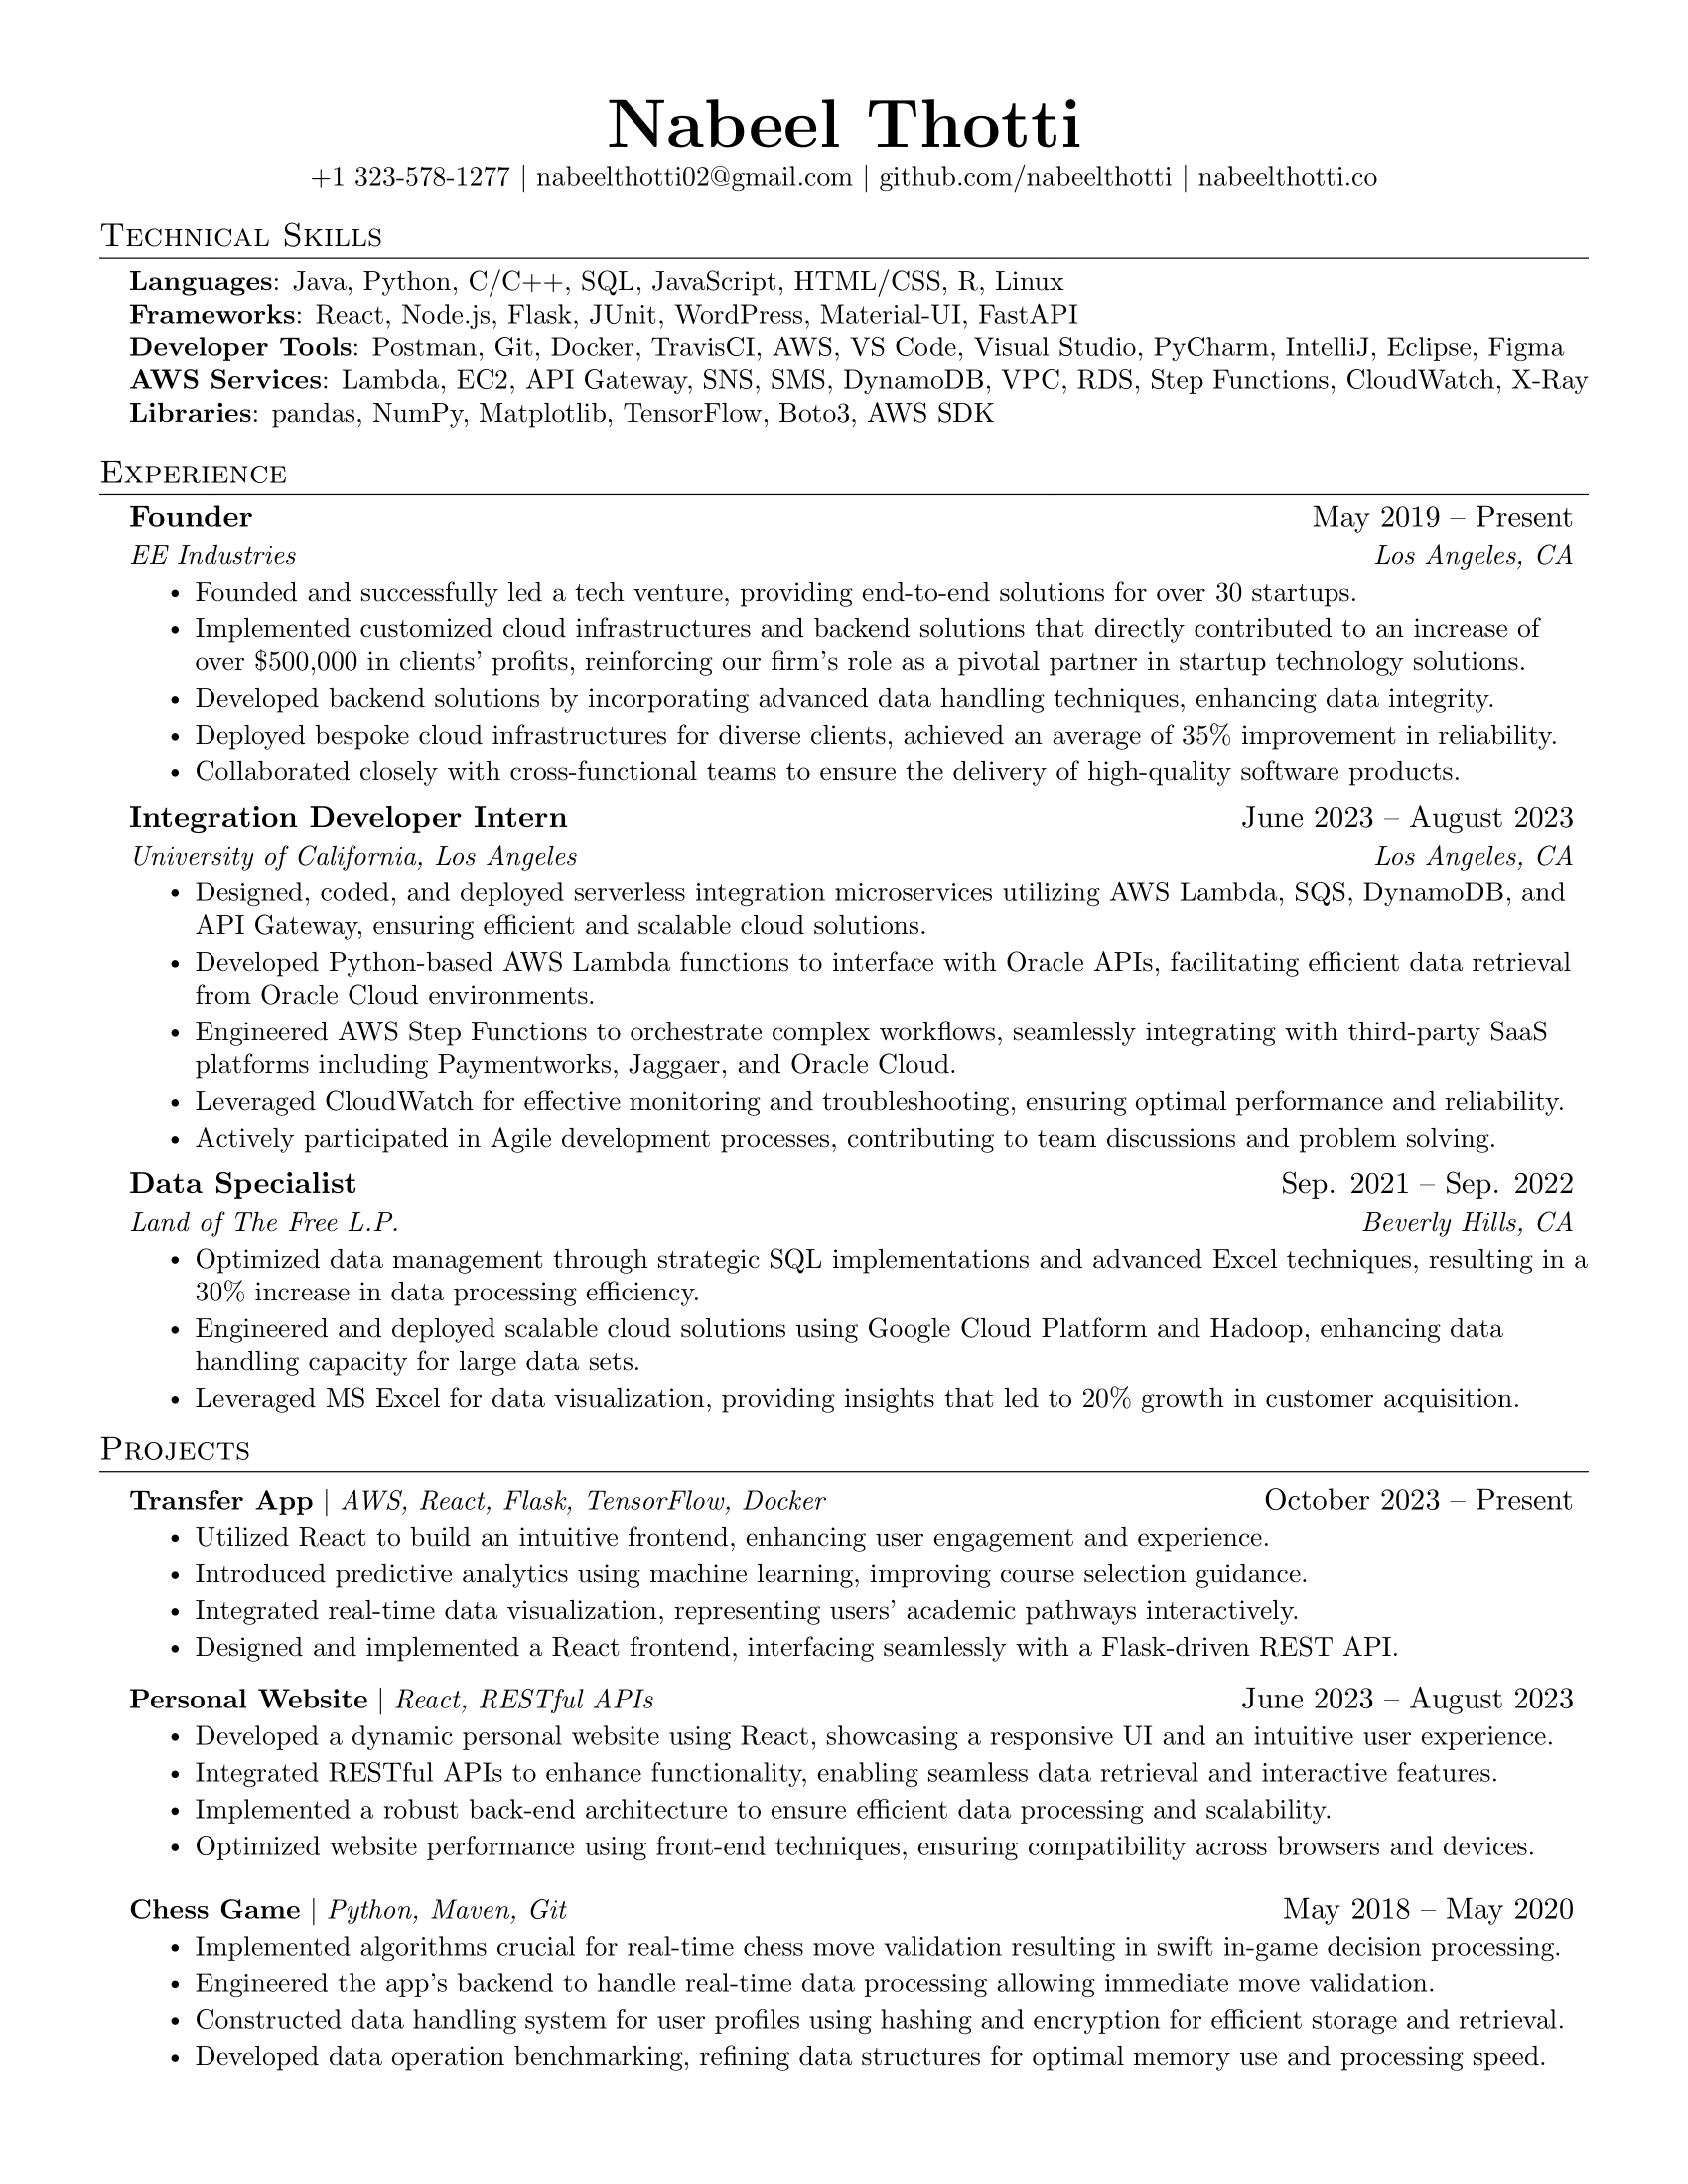 Nabeel Thotti
+1 323-578-1277 | nabeelthotti02@gmail.com | github.com/nabeelthotti | nabeelthotti.co
Technical Skills
Languages: Java, Python, C/C++, SQL, JavaScript, HTML/CSS, R, Linux
Frameworks: React, Node.js, Flask, JUnit, WordPress, Material-UI, FastAPI
Developer Tools: Postman, Git, Docker, TravisCI, AWS, VS Code, Visual Studio, PyCharm, IntelliJ, Eclipse, Figma
AWS Services: Lambda, EC2, API Gateway, SNS, SMS, DynamoDB, VPC, RDS, Step Functions, CloudWatch, X-Ray
Libraries: pandas, NumPy, Matplotlib, TensorFlow, Boto3, AWS SDK
Experience
Founder May 2019 – Present
EE Industries Los Angeles, CA
• Founded and successfully led a tech venture, providing end-to-end solutions for over 30 startups.
• Implemented customized cloud infrastructures and backend solutions that directly contributed to an increase of
over $500,000 in clients' profits, reinforcing our firm's role as a pivotal partner in startup technology solutions.
• Developed backend solutions by incorporating advanced data handling techniques, enhancing data integrity.
• Deployed bespoke cloud infrastructures for diverse clients, achieved an average of 35% improvement in reliability.
• Collaborated closely with cross-functional teams to ensure the delivery of high-quality software products.
Integration Developer Intern June 2023 – August 2023
University of California, Los Angeles Los Angeles, CA
• Designed, coded, and deployed serverless integration microservices utilizing AWS Lambda, SQS, DynamoDB, and
API Gateway, ensuring efficient and scalable cloud solutions.
• Developed Python-based AWS Lambda functions to interface with Oracle APIs, facilitating efficient data retrieval
from Oracle Cloud environments.
• Engineered AWS Step Functions to orchestrate complex workflows, seamlessly integrating with third-party SaaS
platforms including Paymentworks, Jaggaer, and Oracle Cloud.
• Leveraged CloudWatch for effective monitoring and troubleshooting, ensuring optimal performance and reliability.
• Actively participated in Agile development processes, contributing to team discussions and problem solving.
Data Specialist Sep. 2021 – Sep. 2022
Land of The Free L.P. Beverly Hills, CA
• Optimized data management through strategic SQL implementations and advanced Excel techniques, resulting in a
30% increase in data processing efficiency.
• Engineered and deployed scalable cloud solutions using Google Cloud Platform and Hadoop, enhancing data
handling capacity for large data sets.
• Leveraged MS Excel for data visualization, providing insights that led to 20% growth in customer acquisition.
Projects
Transfer App | AWS, React, Flask, TensorFlow, Docker October 2023 – Present
• Utilized React to build an intuitive frontend, enhancing user engagement and experience.
• Introduced predictive analytics using machine learning, improving course selection guidance.
• Integrated real-time data visualization, representing users' academic pathways interactively.
• Designed and implemented a React frontend, interfacing seamlessly with a Flask-driven REST API.
Personal Website | React, RESTful APIs June 2023 – August 2023
• Developed a dynamic personal website using React, showcasing a responsive UI and an intuitive user experience.
• Integrated RESTful APIs to enhance functionality, enabling seamless data retrieval and interactive features.
• Implemented a robust back-end architecture to ensure efficient data processing and scalability.
• Optimized website performance using front-end techniques, ensuring compatibility across browsers and devices.
Chess Game | Python, Maven, Git May 2018 – May 2020
• Implemented algorithms crucial for real-time chess move validation resulting in swift in-game decision processing.
• Engineered the app's backend to handle real-time data processing allowing immediate move validation.
• Constructed data handling system for user profiles using hashing and encryption for efficient storage and retrieval.
• Developed data operation benchmarking, refining data structures for optimal memory use and processing speed.